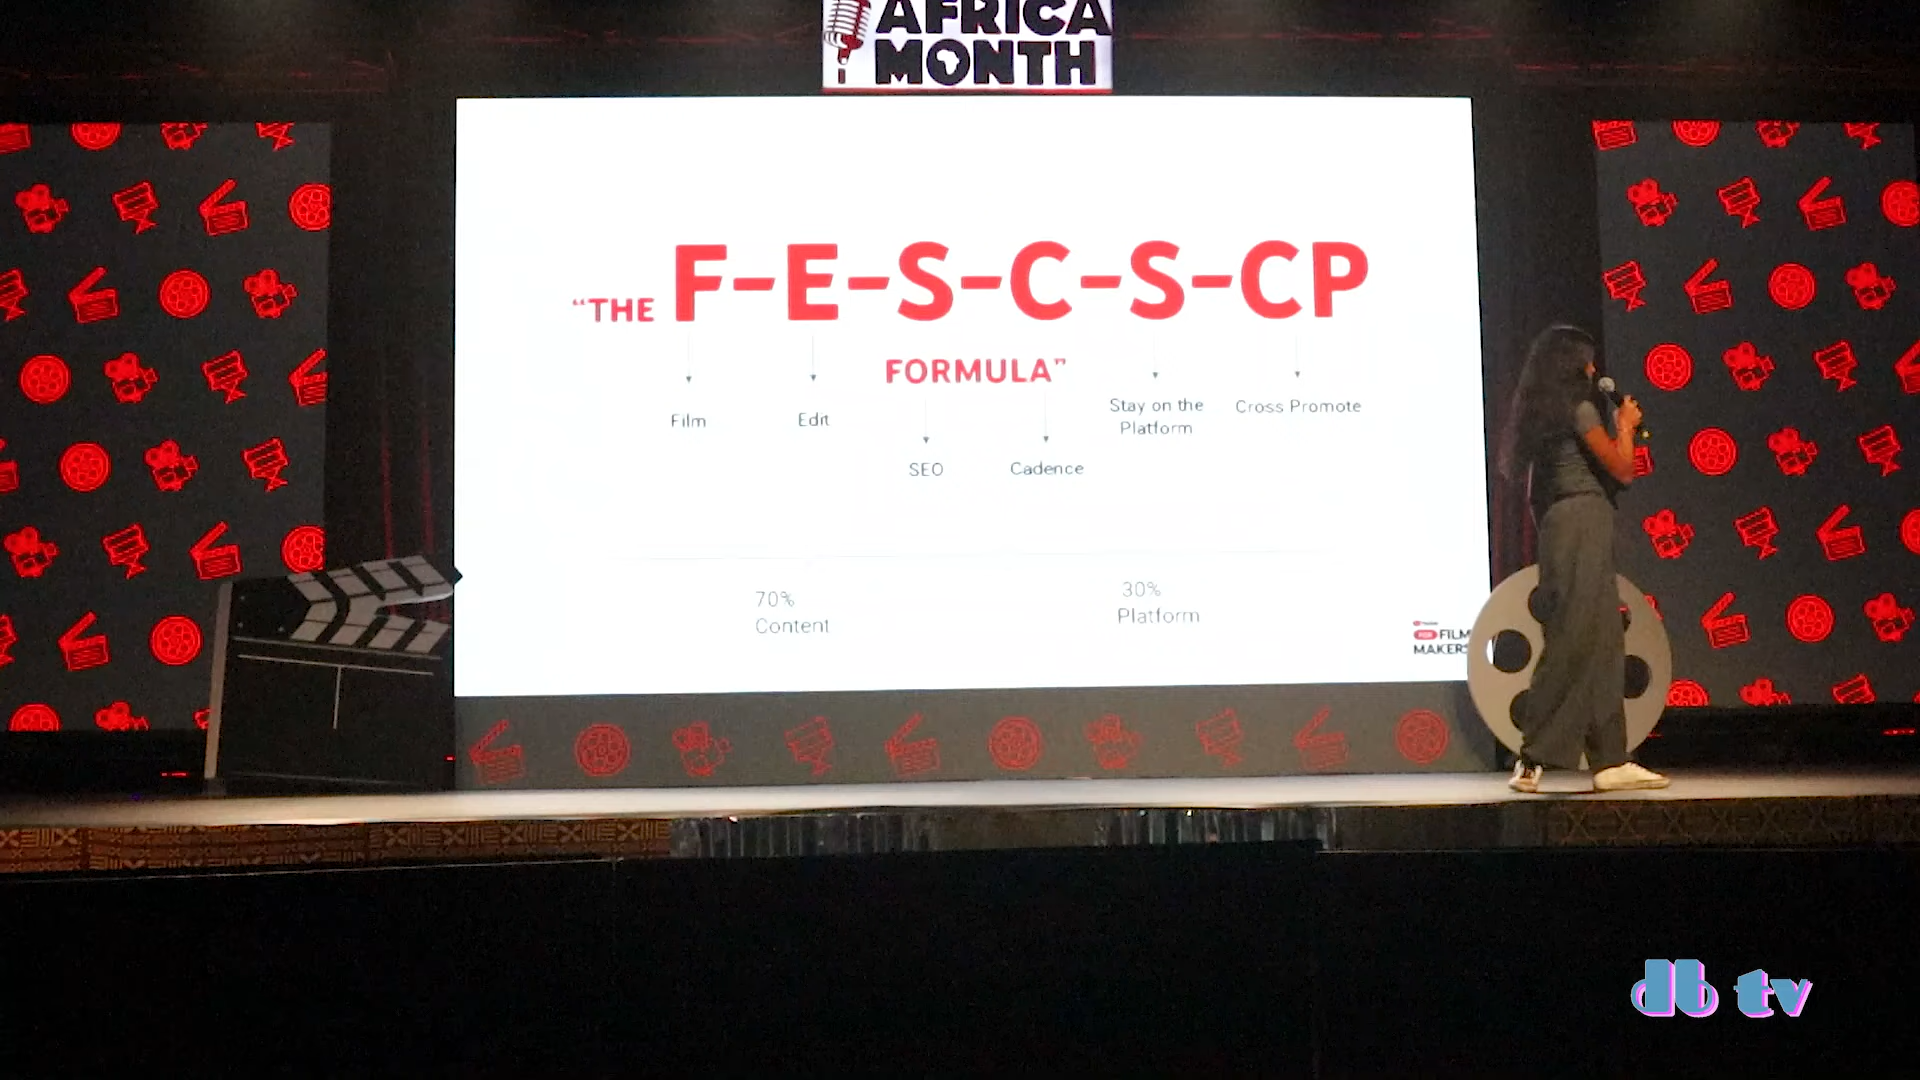 AFRICA
MONTH
"THE F-E-S-C-S-CP
FORMULA"
Film
Edit
SEO
Cadence
Stay on the
Platform
Cross Promote
70%
Content
30%
Platform
FOR FILM
MAKERS
db tv